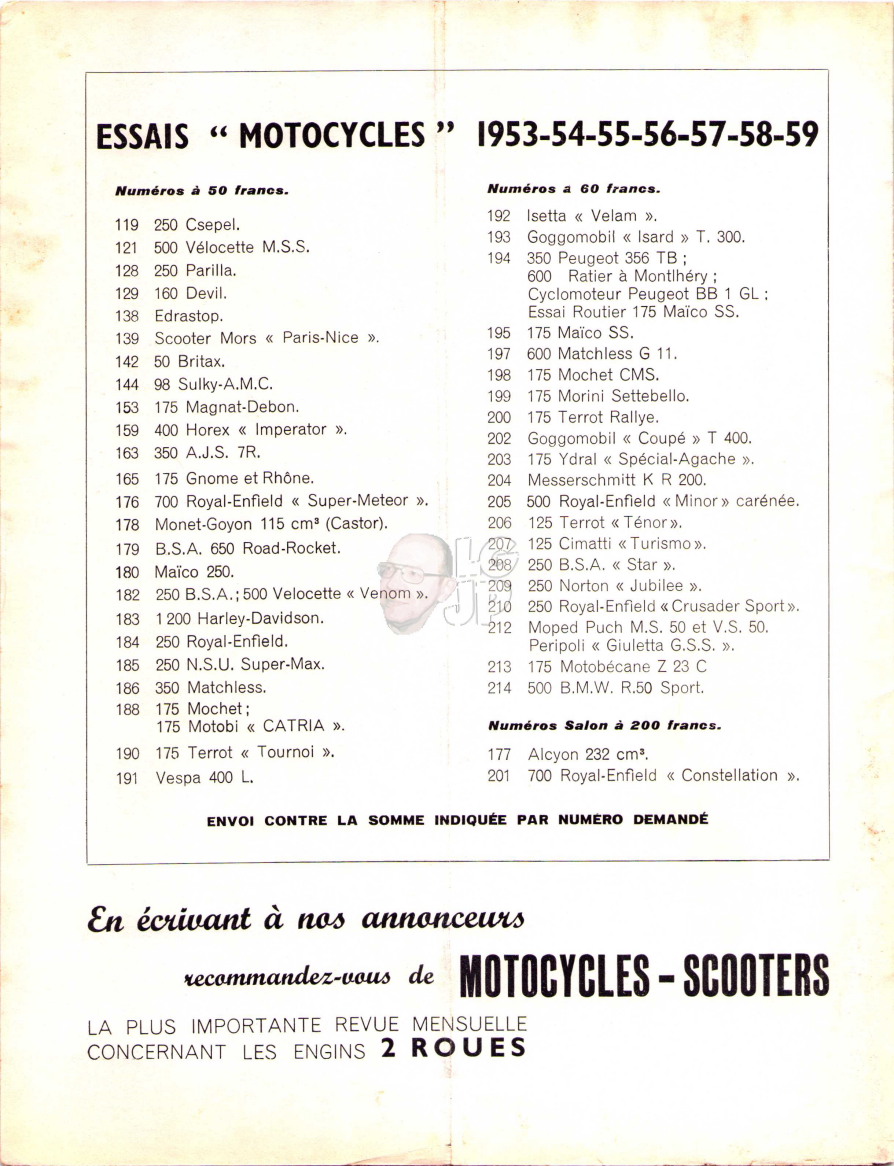 ESSAIS “ MOTOCYCLES ” 1953-54-55-56-57-58-59
Numéros à 50 francs.
119 250 Csepel.
121 500 Vélocette M.S.S.
128 250 Parilla.
129 160 Devil.
138 Edrastop.
139 Scooter Mors « Paris-Nice ».
142 50 Britax.
144 98 Sulky-A.M.C.
153 175 Magnat-Debon.
159 400 Horex « Imperator ».
163 350 A.J.S. 7R.
165 175 Gnome et Rhône.
176 700 Royal-Enfield « Super-Meteor ».
178 Monet-Goyon 115 cm³ (Castor).
179 B.S.A. 650 Road-Rocket.
180 Maïco 250.
182 250 B.S.A.; 500 Velocette « Venom ».
183 1 200 Harley-Davidson.
184 250 Royal-Enfield.
185 250 N.S.U. Super-Max.
186 350 Matchless.
188 175 Mochet;
175 Motobi « CATRIA ».
190 175 Terrot « Tournoi ».
191 Vespa 400 L.
Numéros a 60 francs.
192 Isetta « Velam ».
193 Goggomobil « Isard » T. 300.
194 350 Peugeot 356 TB ;
600 Ratier à Montlhéry ;
Cyclomoteur Peugeot BB 1 GL ;
Essai Routier 175 Maïco SS.
195 175 Maïco SS.
197 600 Matchless G 11.
198 175 Mochet CMS.
199 175 Morini Settebello.
200 175 Terrot Rallye.
202 Goggomobil « Coupé » T 400.
203 175 Ydral « Spécial-Agache ».
204 Messerschmitt K R 200.
205 500 Royal-Enfield « Minor » carénée.
206 125 Terrot « Ténor ».
207 125 Cimatti « Turismo ».
208 250 B.S.A. « Star ».
209 250 Norton « Jubilee ».
210 250 Royal-Enfield « Crusader Sport ».
212 Moped Puch M.S. 50 et V.S. 50.
Peripoli « Giuletta G.S.S. ».
213 175 Motobécane Z 23 C
214 500 B.M.W. R.50 Sport.
Numéros Salon à 200 francs.
177 Alcyon 232 cm³.
201 700 Royal-Enfield « Constellation ».
ENVOI CONTRE LA SOMME INDIQUÉE PAR NUMÉRO DEMANDÉ
LG
JP
En écrivant à nos annonceurs
recommandez-vous de MOTOCYCLES - SCOOTERS
LA PLUS IMPORTANTE REVUE MENSUELLE
CONCERNANT LES ENGINS 2 ROUES